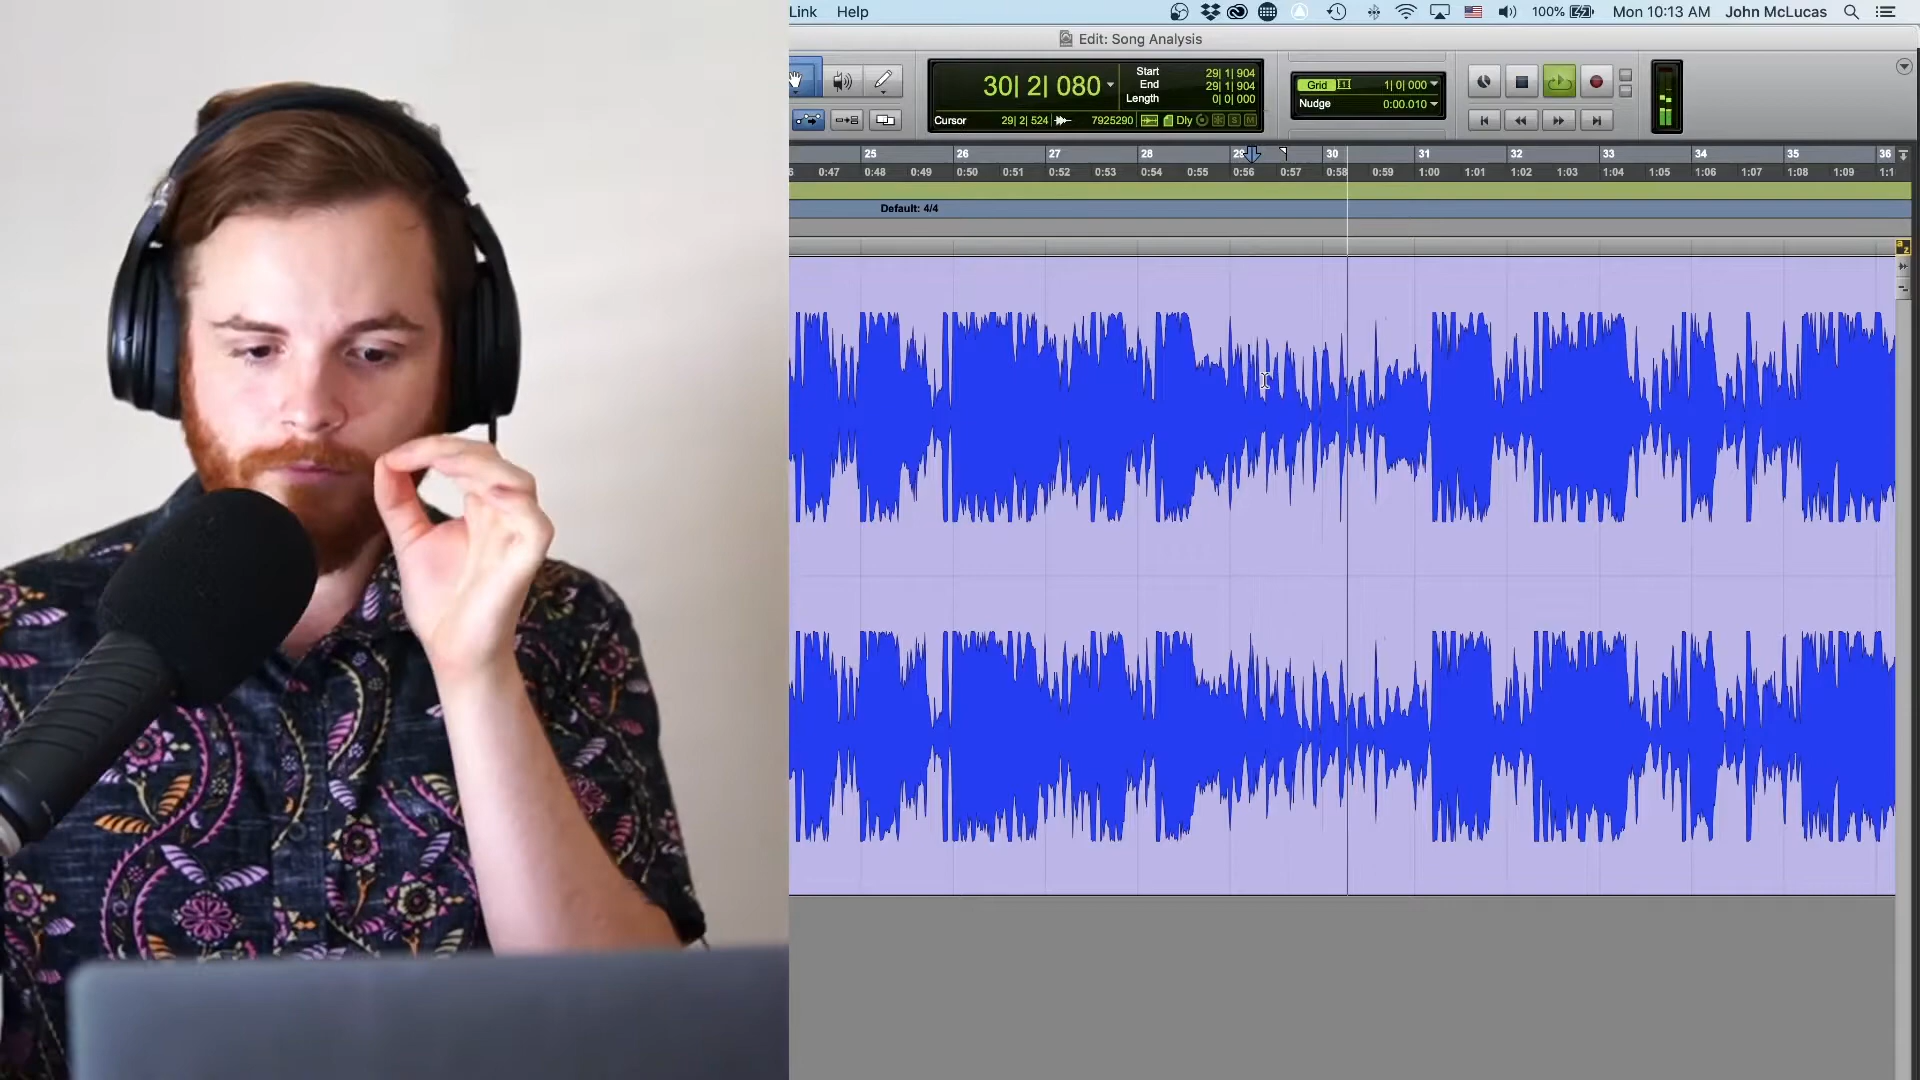 Link Help 100% Mon 10:13 AM John McLucas
Edit: Song Analysis
30| 2| 080
Start 29| 1| 904
End 29| 1| 904
Length 0| 0| 000
Cursor 29| 2| 524 7925290 Dly S M
Grid 1| 0| 000
Nudge 0:00.010
25 26 27 28 29 30 31 32 33 34 35 36
0:47 0:48 0:49 0:50 0:51 0:52 0:53 0:54 0:55 0:56 0:57 0:58 0:59 1:00 1:01 1:02 1:03 1:04 1:05 1:06 1:07 1:08 1:09 1:1
Default: 4/4
a
z